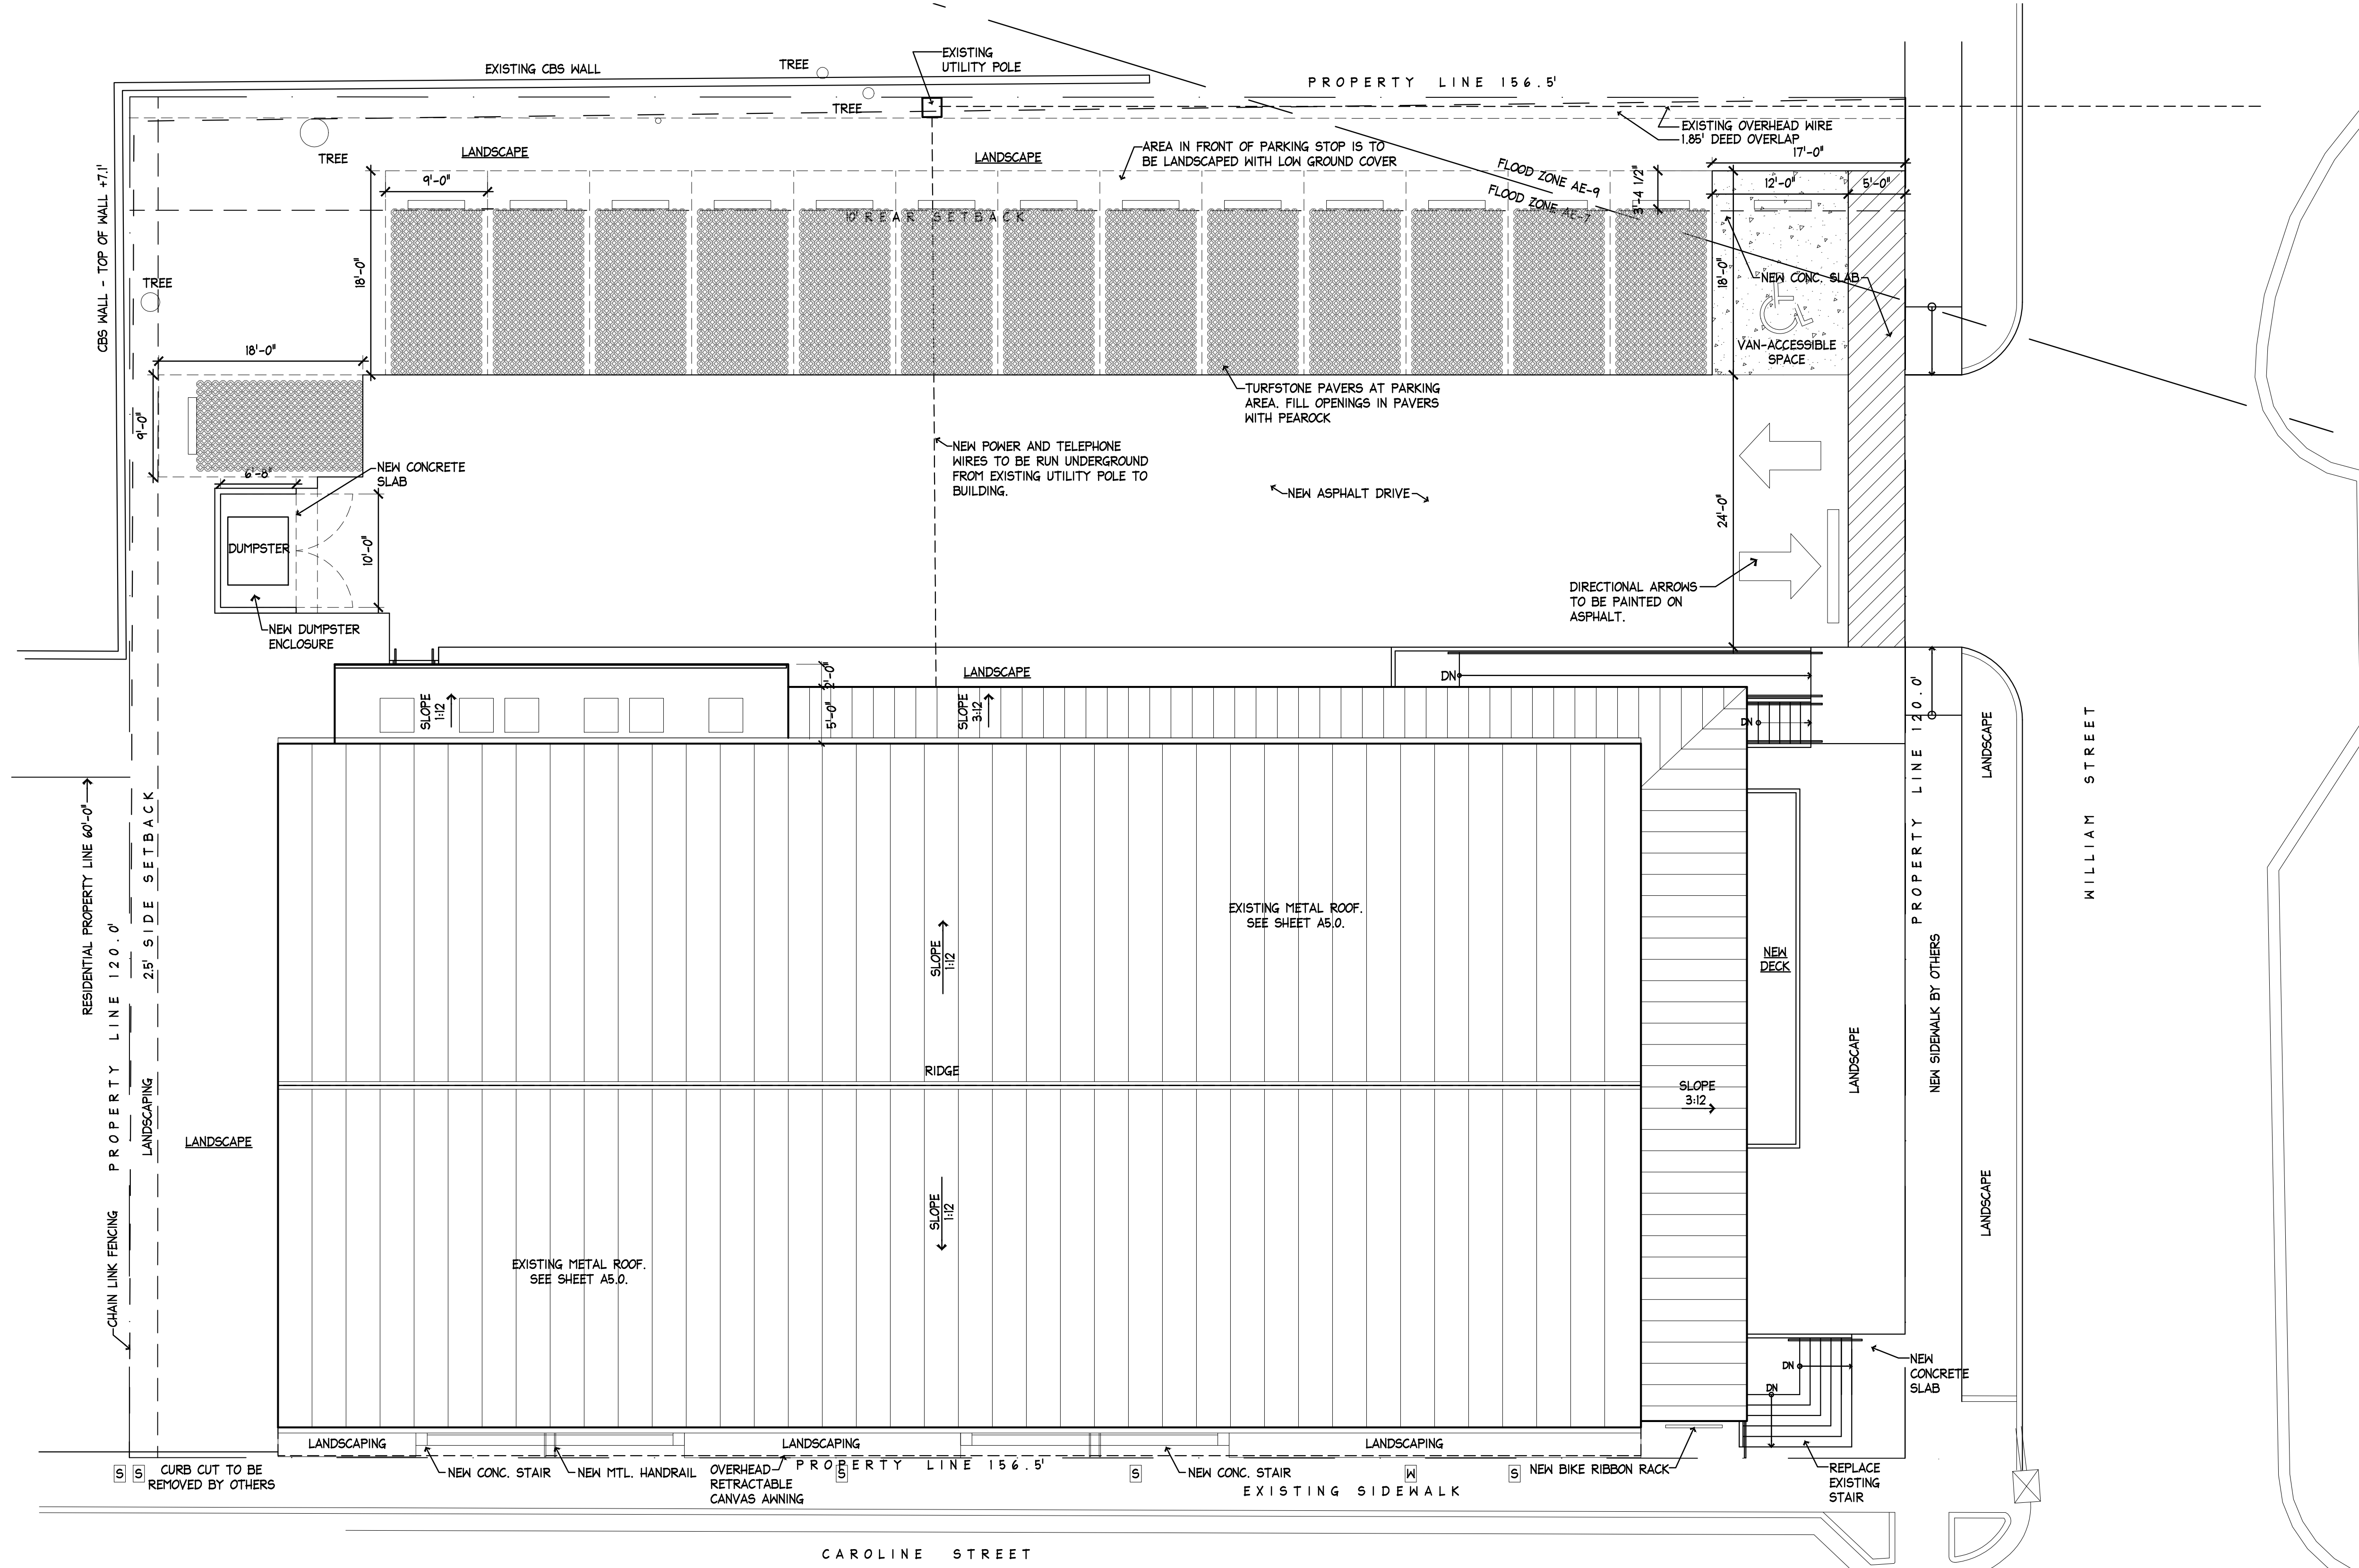 EXISTING CBS WALL
TREE
EXISTING
UTILITY POLE
PROPERTY LINE 156.5'
TREE
EXISTING OVERHEAD WIRE
1.85' DEED OVERLAP
TREE
LANDSCAPE
LANDSCAPE
AREA IN FRONT OF PARKING STOP IS TO
BE LANDSCAPED WITH LOW GROUND COVER
17'-0"
FLOOD ZONE AE-9
FLOOD ZONE AE-7
3'-4 1/2"
12'-0"
5'-0"
9'-0"
10' REAR SETBACK
CBS WALL - TOP OF WALL +7.1'
TREE
18'-0"
18'-0"
NEW CONC. SLAB
VAN-ACCESSIBLE
SPACE
18'-0"
9'-0"
TURFSTONE PAVERS AT PARKING
AREA. FILL OPENINGS IN PAVERS
WITH PEAROCK
6'-8"
NEW CONCRETE
SLAB
NEW POWER AND TELEPHONE
WIRES TO BE RUN UNDERGROUND
FROM EXISTING UTILITY POLE TO
BUILDING.
NEW ASPHALT DRIVE
24'-0"
DUMPSTER
10'-0"
DIRECTIONAL ARROWS
TO BE PAINTED ON
ASPHALT.
NEW DUMPSTER
ENCLOSURE
LANDSCAPE
DN
2'-0"
5'-0"
SLOPE
1:12
SLOPE
3:12
DN
PROPERTY LINE 120.0'
LANDSCAPE
WILLIAM STREET
RESIDENTIAL PROPERTY LINE 60'-0"
2.5' SIDE SETBACK
PROPERTY LINE 120.0'
EXISTING METAL ROOF.
SEE SHEET A5.0.
SLOPE
1:12
NEW
DECK
NEW SIDEWALK BY OTHERS
RIDGE
SLOPE
3:12
LANDSCAPE
LANDSCAPING
LANDSCAPE
SLOPE
1:12
LANDSCAPE
CHAIN LINK FENCING
EXISTING METAL ROOF.
SEE SHEET A5.0.
NEW
CONCRETE
SLAB
DN
DN
LANDSCAPING
LANDSCAPING
LANDSCAPING
S
S
CURB CUT TO BE
REMOVED BY OTHERS
NEW CONC. STAIR
NEW MTL. HANDRAIL
OVERHEAD
RETRACTABLE
CANVAS AWNING
PROPERTY LINE 156.5'
S
S
NEW CONC. STAIR
W
S
NEW BIKE RIBBON RACK
REPLACE
EXISTING
STAIR
EXISTING SIDEWALK
CAROLINE STREET